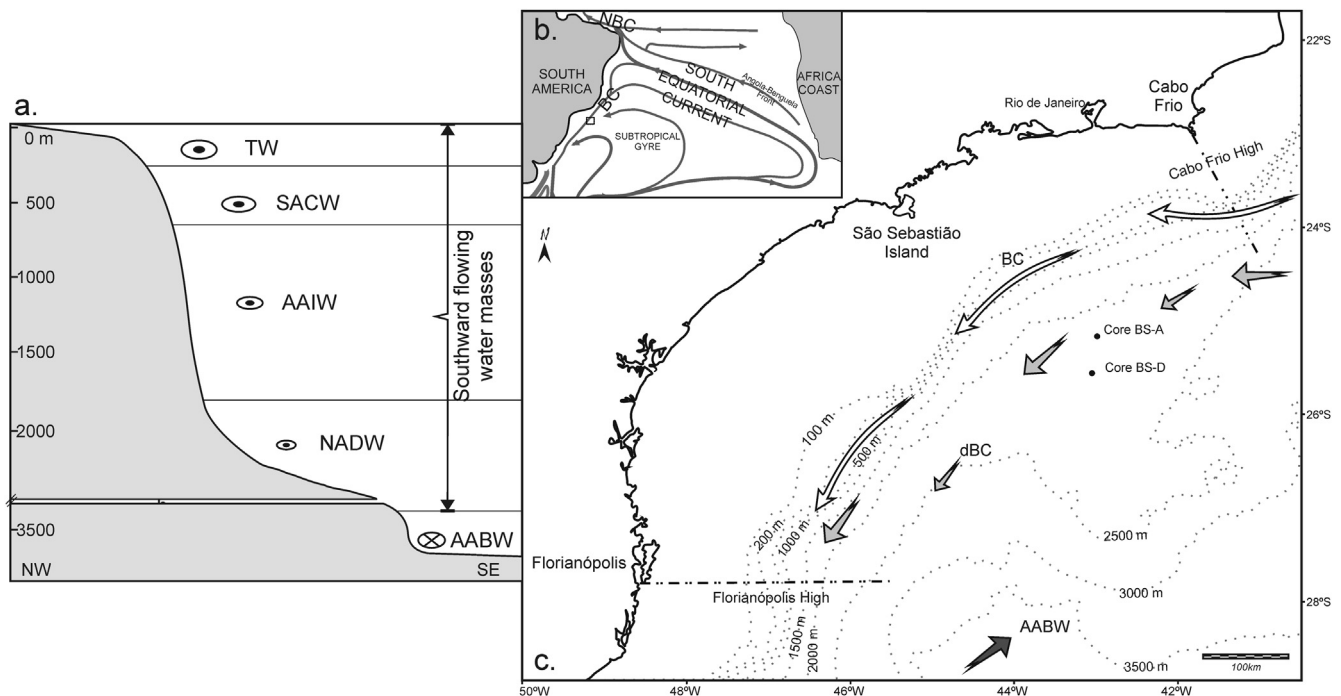 a.
0 m
500
1000
1500
2000
3500
TW
SACW
AAIW
NADW
AABW
Southward flowing
water masses
NW
SE
b.
NBC
SOUTH
AMERICA
BC
SOUTH
EQUATORIAL
CURRENT
Angola-Benguela
Front
AFRICA
COAST
SUBTROPICAL
GYRE
c.
N
Cabo
Frio
Rio de Janeiro
Cabo Frio High
São Sebastião
Island
BC
Core BS-A
Core BS-D
100 m
500 m
dBC
200 m
1000 m
2500 m
Florianópolis
Florianópolis High
3000 m
1500 m
2000 m
AABW
3500 m
100km
22ºS
24ºS
26ºS
28ºS
50ºW
48ºW
46ºW
44ºW
42ºW